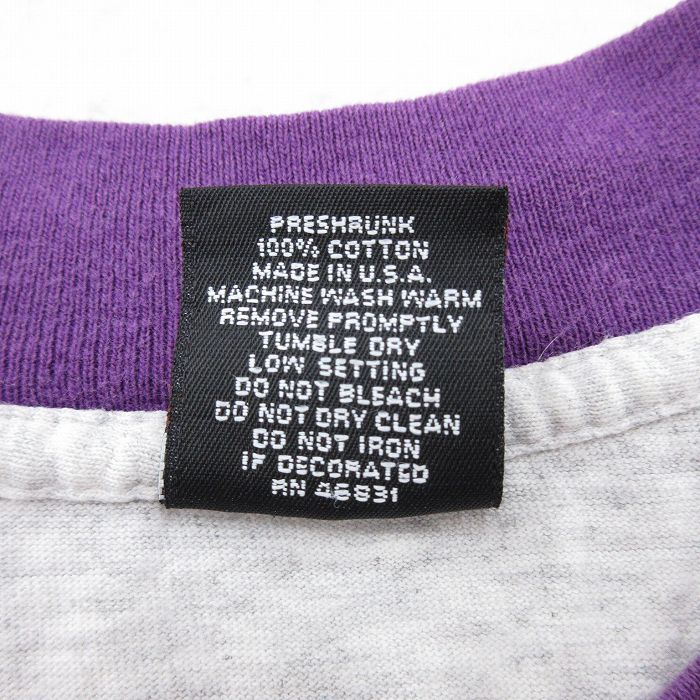 PRESHRUNK
100% COTTON
MADE IN U.S.A.
MACHINE WASH WARM
REMOVE PROMPTLY
TUMBLE DRY
LOW SETTING
DO NOT BLEACH
DO NOT DRY CLEAN
DO NOT IRON
IF DECORATED
RN 46831